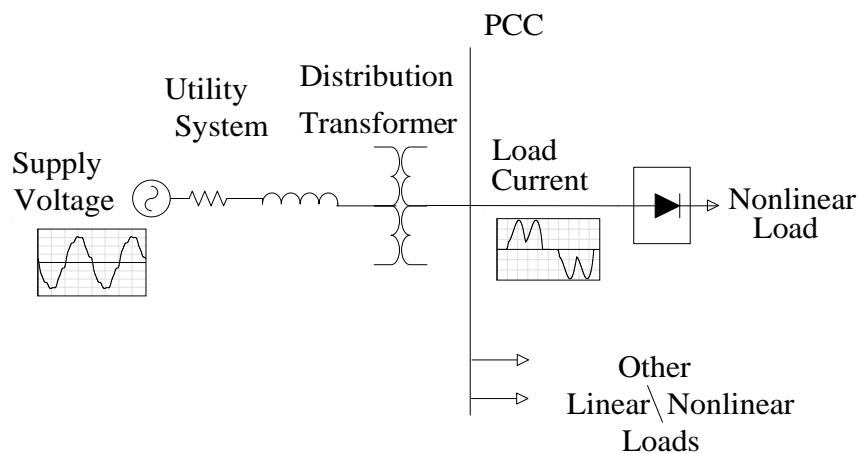 PCC
Distribution
Transformer
Utility
System
Supply
Voltage
Load
Current
Nonlinear
Load
Other
Linear\Nonlinear
Loads